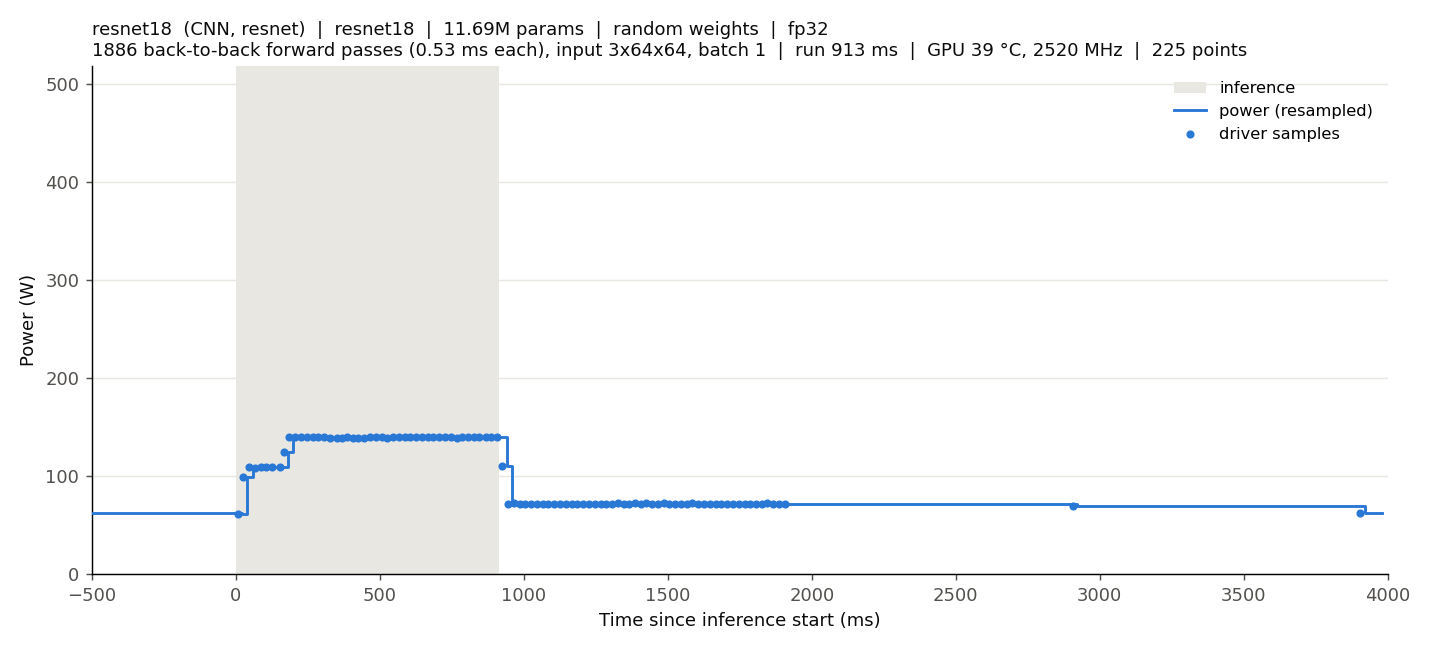 resnet18  (CNN, resnet)  |  resnet18  |  11.69M params  |  random weights  |  fp32
1886 back-to-back forward passes (0.53 ms each), input 3x64x64, batch 1  |  run 913 ms  |  GPU 39 °C, 2520 MHz  |  225 points
inference
power (resampled)
driver samples
Power (W)
500
400
300
200
100
0
−500
0
500
1000
1500
2000
2500
3000
3500
4000
Time since inference start (ms)